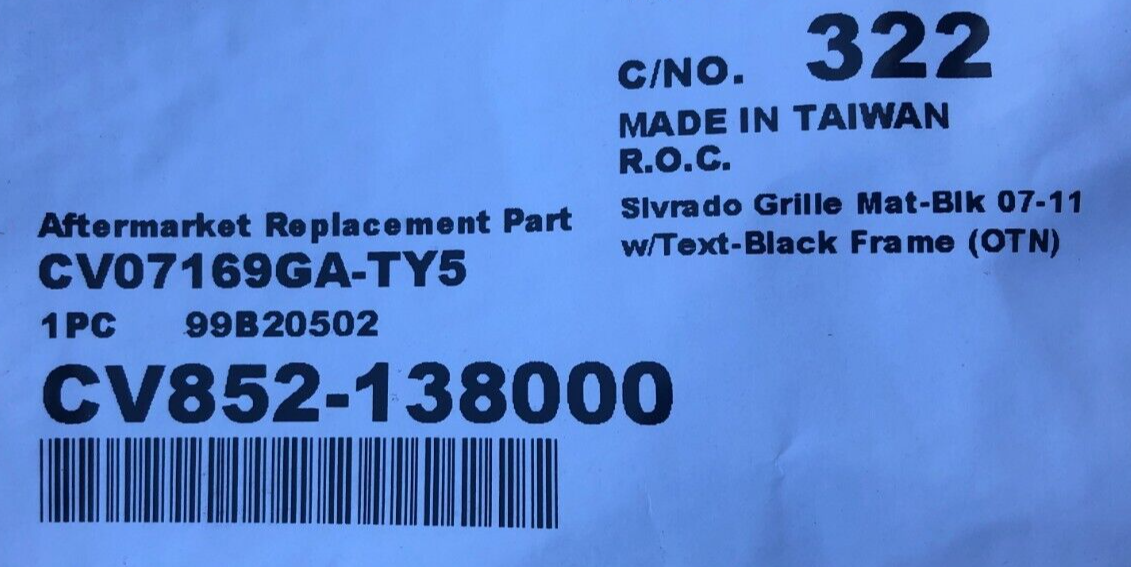 C/NO. 322
MADE IN TAIWAN
R.O.C.
Slvrado Grille Mat-Blk 07-11
w/Text-Black Frame (OTN)
Aftermarket Replacement Part
CV07169GA-TY5
1PC 99B20502
CV852-138000